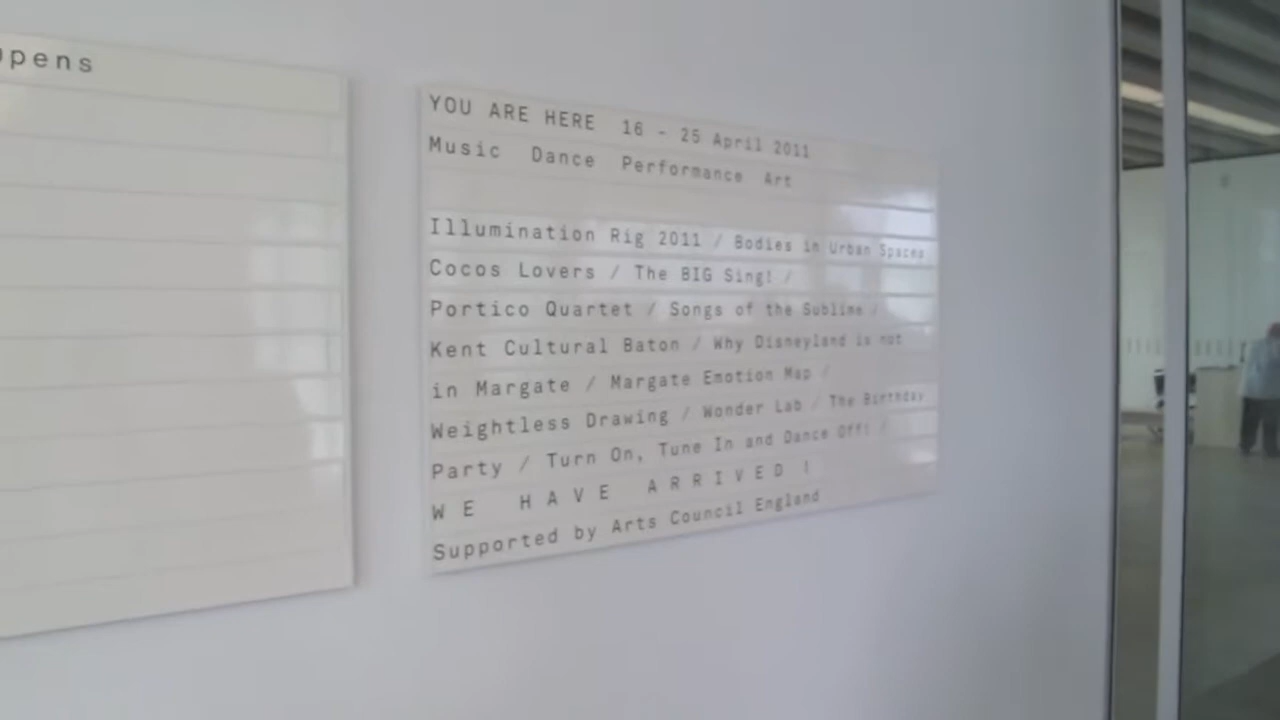 YOU ARE HERE 16 - 25 April 2011
Music Dance Performance Art
Illumination Rig 2011 / Bodies in Urban Spaces
Cocos Lovers / The BIG Sing! /
Portico Quartet / Songs of the Sublime /
Kent Cultural Baton / Why Disneyland is not
in Margate / Margate Emotion Map /
Weightless Drawing / Wonder Lab / The Birthday
Party / Turn On, Tune In and Dance Off! /
WE HAVE ARRIVED !
Supported by Arts Council England